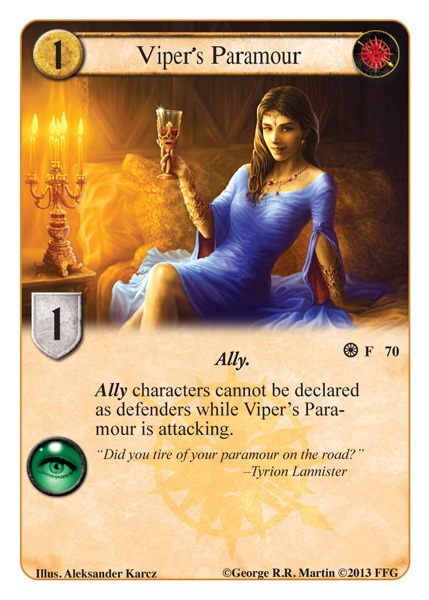 1
Viper's Paramour
1
Ally.
F 70
Ally characters cannot be declared
as defenders while Viper's Para-
mour is attacking.
"Did you tire of your paramour on the road?"
–Tyrion Lannister
Illus. Aleksander Karcz
©George R.R. Martin ©2013 FFG